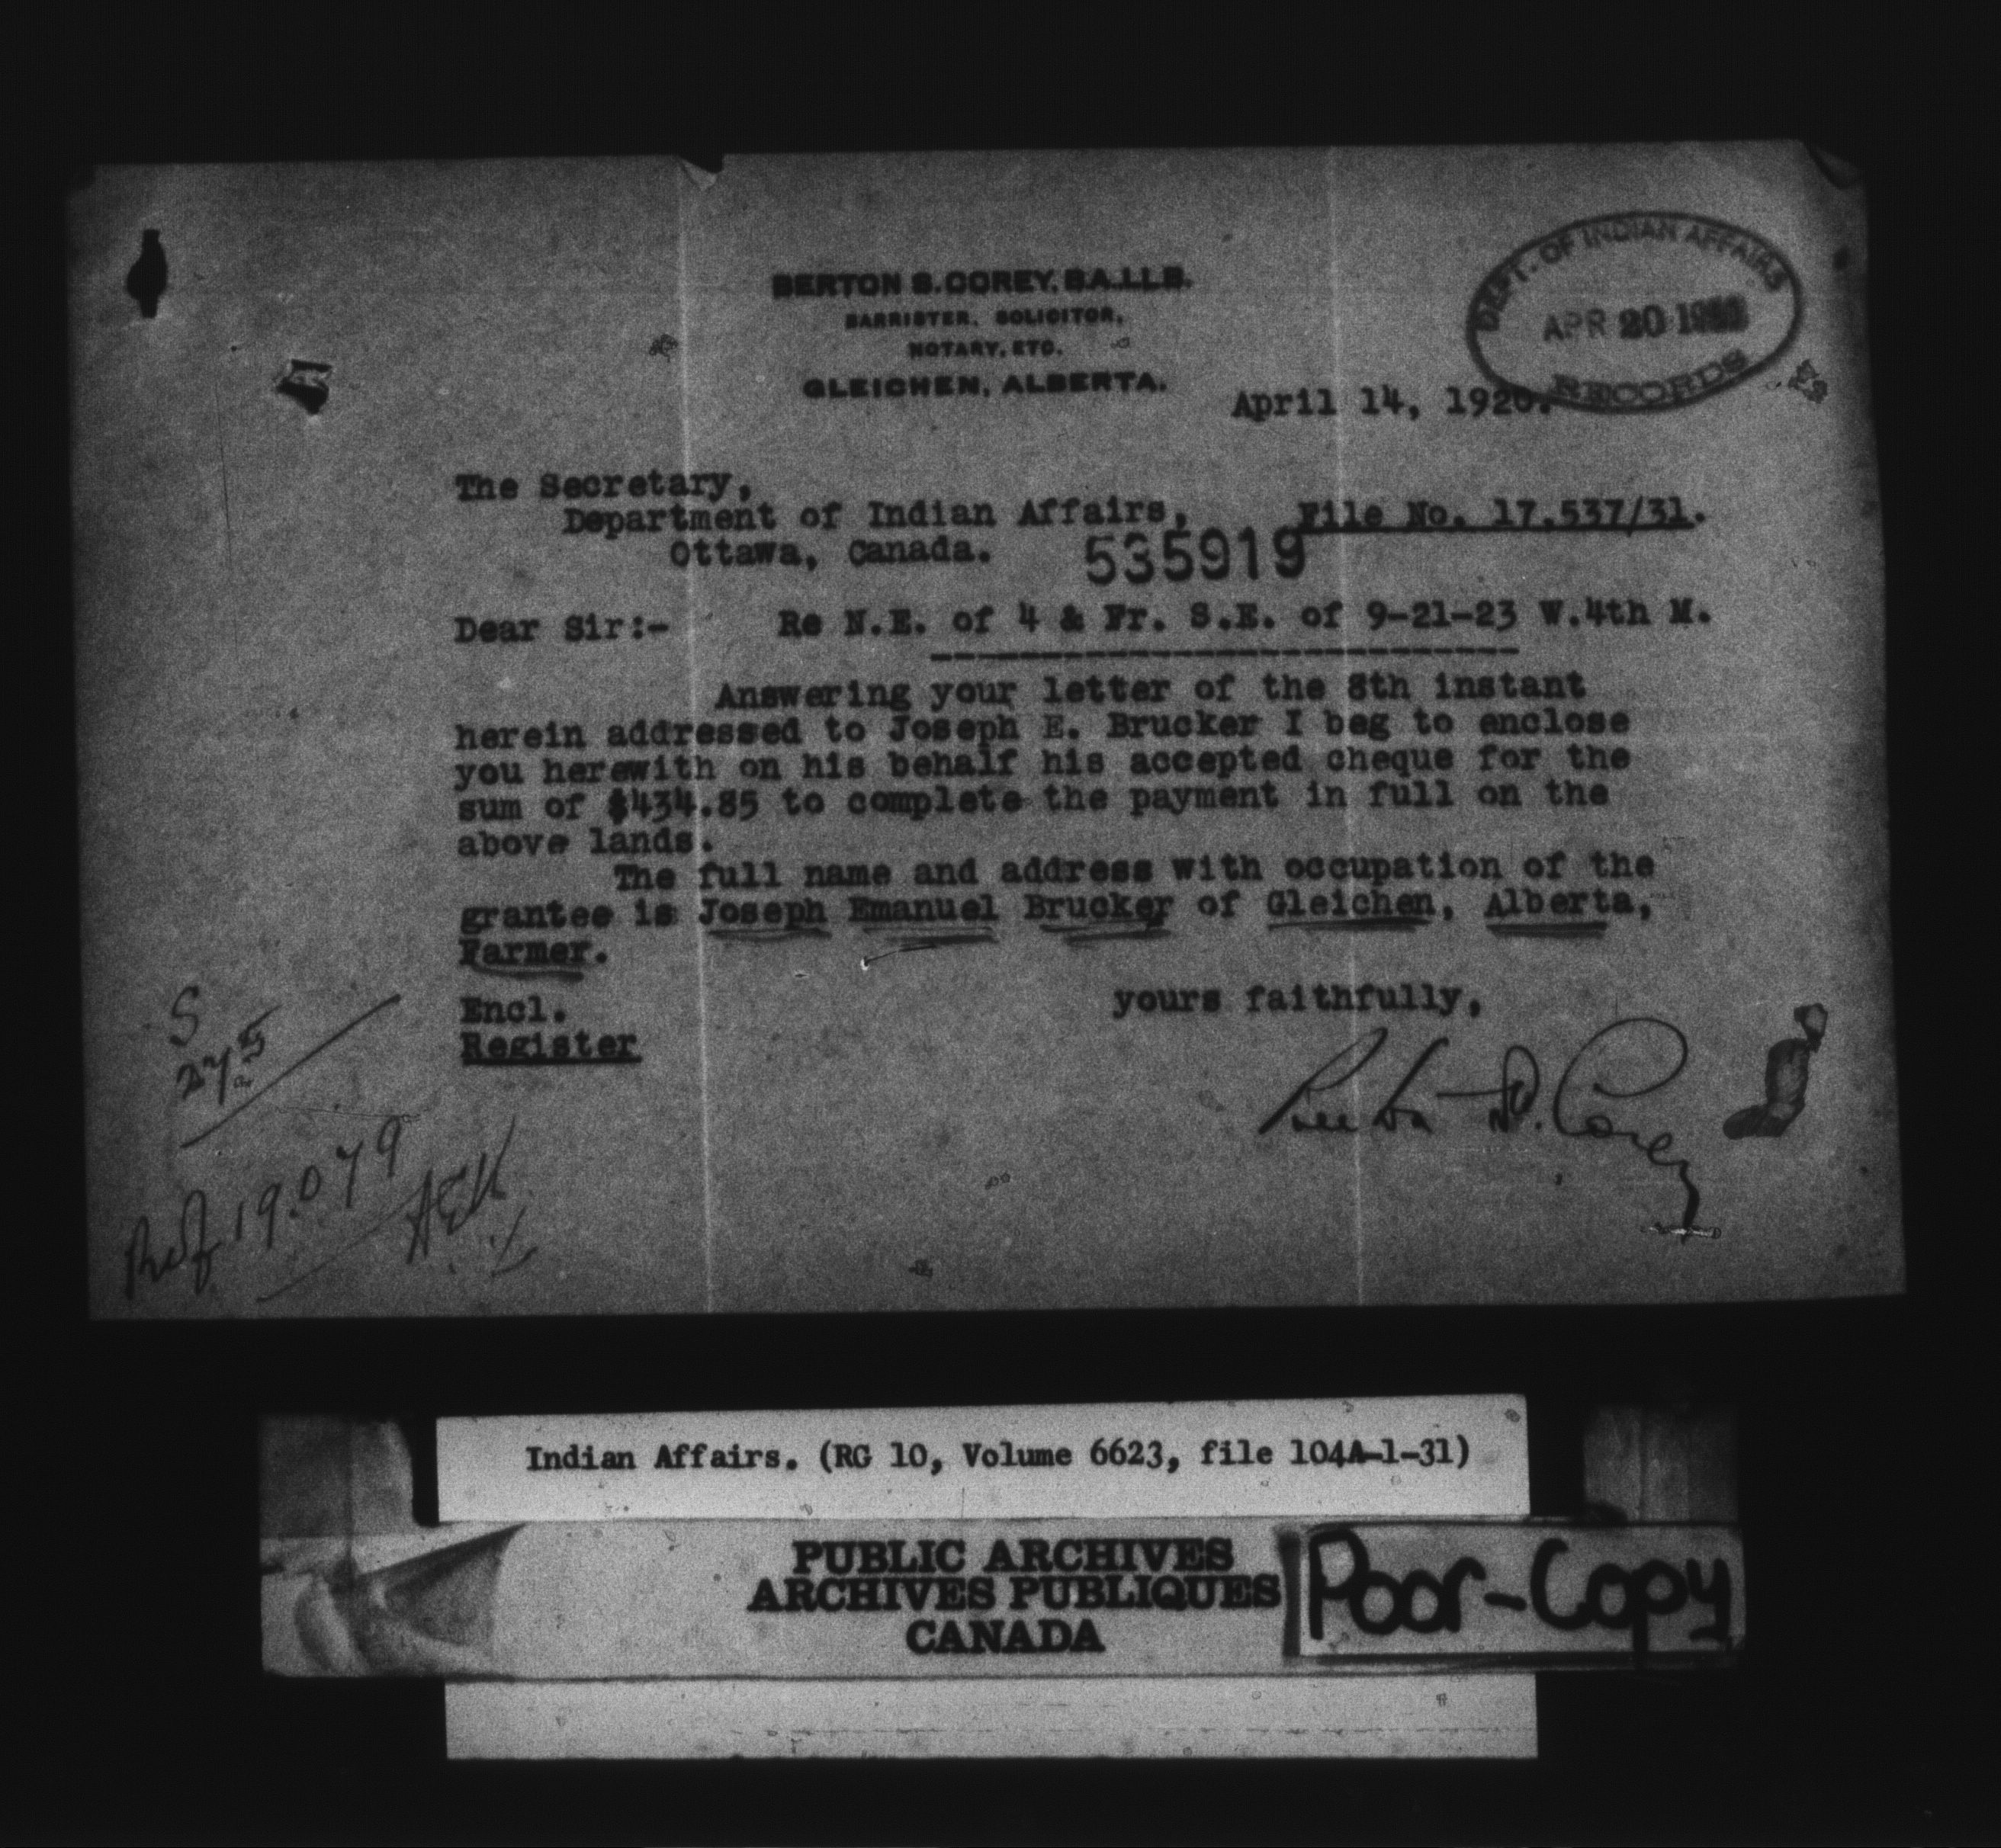 BERTON S. COREY, B.A., LL.B.
BARRISTER, SOLICITOR,
NOTARY, ETC.
GLEICHEN, ALBERTA.
DEPT. OF INDIAN AFFAIRS
APR 20 19
RECORDS
April 14, 1920.
The Secretary,
Department of Indian Affairs, File No. 17,537/31.
Ottawa, Canada. 535919
Dear Sir:- Re N.E. of 4 & Fr. S.E. of 9-21-23 W.4th M.
Answering your letter of the 8th instant
herein addressed to Joseph E. Brucker I beg to enclose
you herewith on his behalf his accepted cheque for the
sum of $434.85 to complete the payment in full on the
above lands.
The full name and address with occupation of the
grantee is Joseph Emanuel Brucker of Gleichen, Alberta,
Farmer.
yours faithfully,
Encl.
Register
Berton S. Corey
S
Ref 19.079
AEK
Indian Affairs. (RG 10, Volume 6623, file 104A-1-31)
PUBLIC ARCHIVES
ARCHIVES PUBLIQUES
CANADA
Poor-Copy